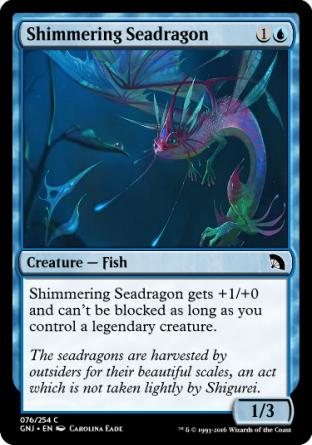 Shimmering Seadragon 1
Creature — Fish
Shimmering Seadragon gets +1/+0
and can't be blocked as long as you
control a legendary creature.
The seadragons are harvested by
outsiders for their beautiful scales, an act
which is not taken lightly by Shigurei.
1/3
076/254 C
GNJ • EN Carolina Eade ™ & © 1993-2016 Wizards of the Coast